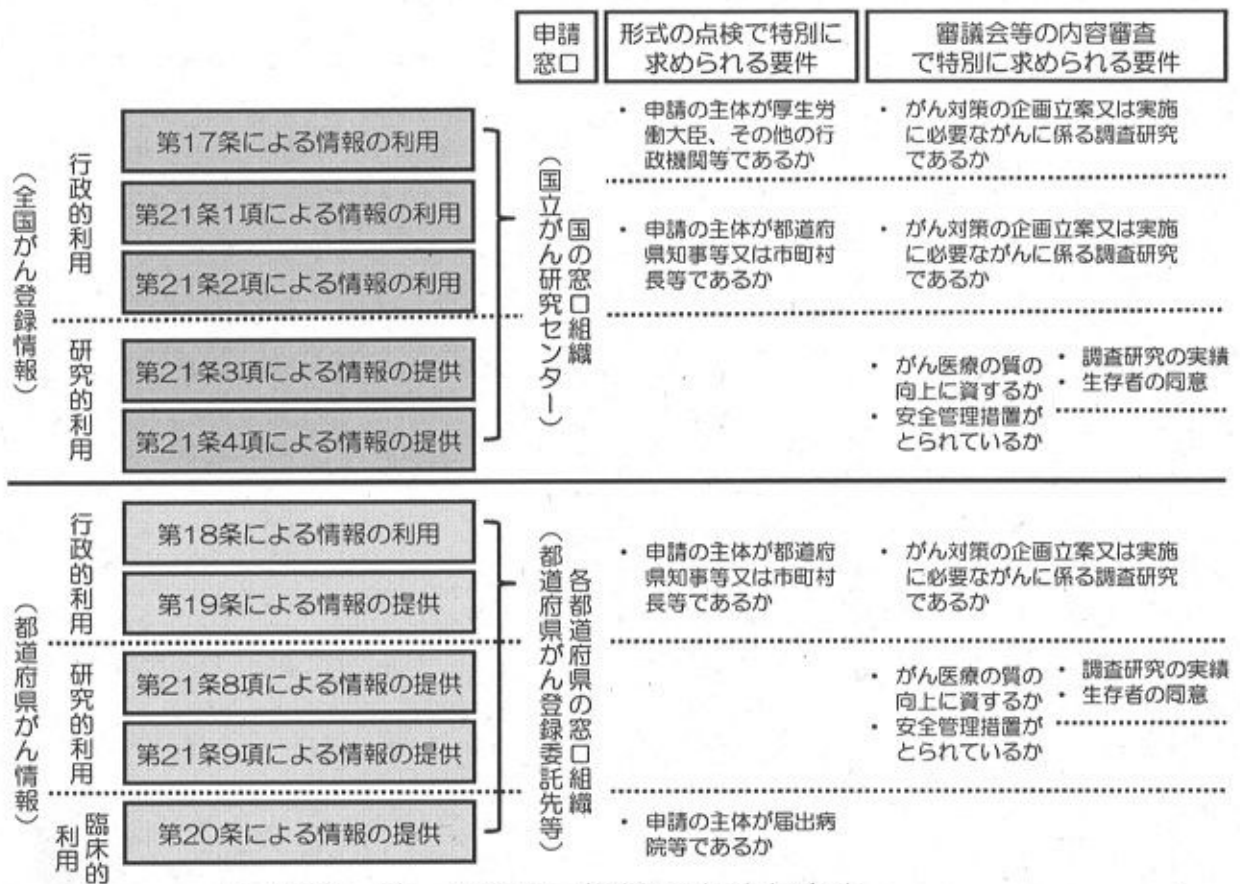 申請
窓口
形式の点検で特別に
求められる要件
審議会等の内容審査
で特別に求められる要件
（全国がん登録情報）
行政的利用
第17条による情報の利用
第21条1項による情報の利用
第21条2項による情報の利用
研究的利用
第21条3項による情報の提供
第21条4項による情報の提供
国の窓口組織
（国立がん研究センター）
・ 申請の主体が厚生労
働大臣、その他の行
政機関等であるか
・ がん対策の企画立案又は実施
に必要ながんに係る調査研究
であるか
・ 申請の主体が都道府
県知事等又は市町村
長等であるか
・ がん対策の企画立案又は実施
に必要ながんに係る調査研究
であるか
・ がん医療の質の
向上に資するか
・ 安全管理措置が
とられているか
・ 調査研究の実績
・ 生存者の同意
（都道府県がん情報）
行政的利用
第18条による情報の利用
第19条による情報の提供
研究的利用
第21条8項による情報の提供
第21条9項による情報の提供
臨床的
利用
第20条による情報の提供
各都道府県の窓口組織
（都道府県がん登録委託先等）
・ 申請の主体が都道府
県知事等又は市町村
長等であるか
・ がん対策の企画立案又は実施
に必要ながんに係る調査研究
であるか
・ がん医療の質の
向上に資するか
・ 安全管理措置が
とられているか
・ 調査研究の実績
・ 生存者の同意
・ 申請の主体が届出病
院等であるか